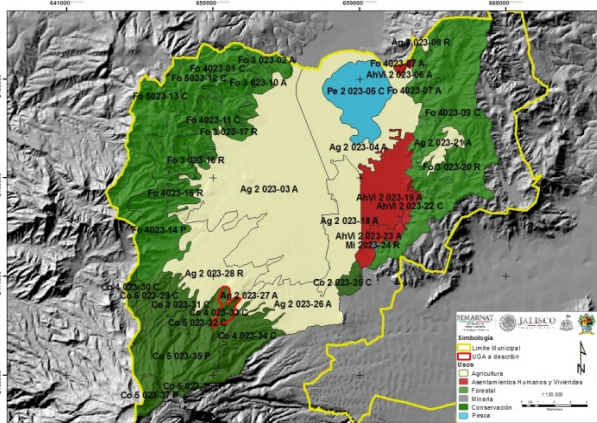 641000 650000 659000 668000
Ag 2 023-08 R
Fo 3 023-02 A
Fo 4023-01 C
Fo 4023-07 A
Fo 5023-12 C
AhVi 2 023-06 A
Fo 3 023-10 A
Pe 2 023-05 C
Fo 4023-07 A
Fo 5023-13 C
Fo 4023-09 C
Fo 4023-11 C
Fo 3 023-17 R
Ag 2 023-04 A
Ag 2 023-21 A
Fo 3 023-16 R
Fo 3 023-20 R
Ag 2 023-03 A
Fo 4023-15 R
AhVi 2 023-19 A
AhVi 2 023-22 C
Ag 2 023-18 A
Fo 4023-14 P
AhVi 2 023-23 A
Mi 2023-24 R
Ag 2 023-28 R
Co 2 023-25 C
Co 4 023-30 C
Co 5 023-29 C
Ag 2 023-27 A
Co 3 023-31 C
Ag 2 023-26 A
Co 4 023-33 C
Co 5 023-32 C
Co 4 023-34 C
Co 5 023-35 P
Co 5 023-37 P
SEMARNAT
JALISCO
Simbología
Límite Municipal
UGA a describir
Usos
Agricultura
Asentamientos Humanos y Viviendas
Forestal
Minería
Conservación
Pesca